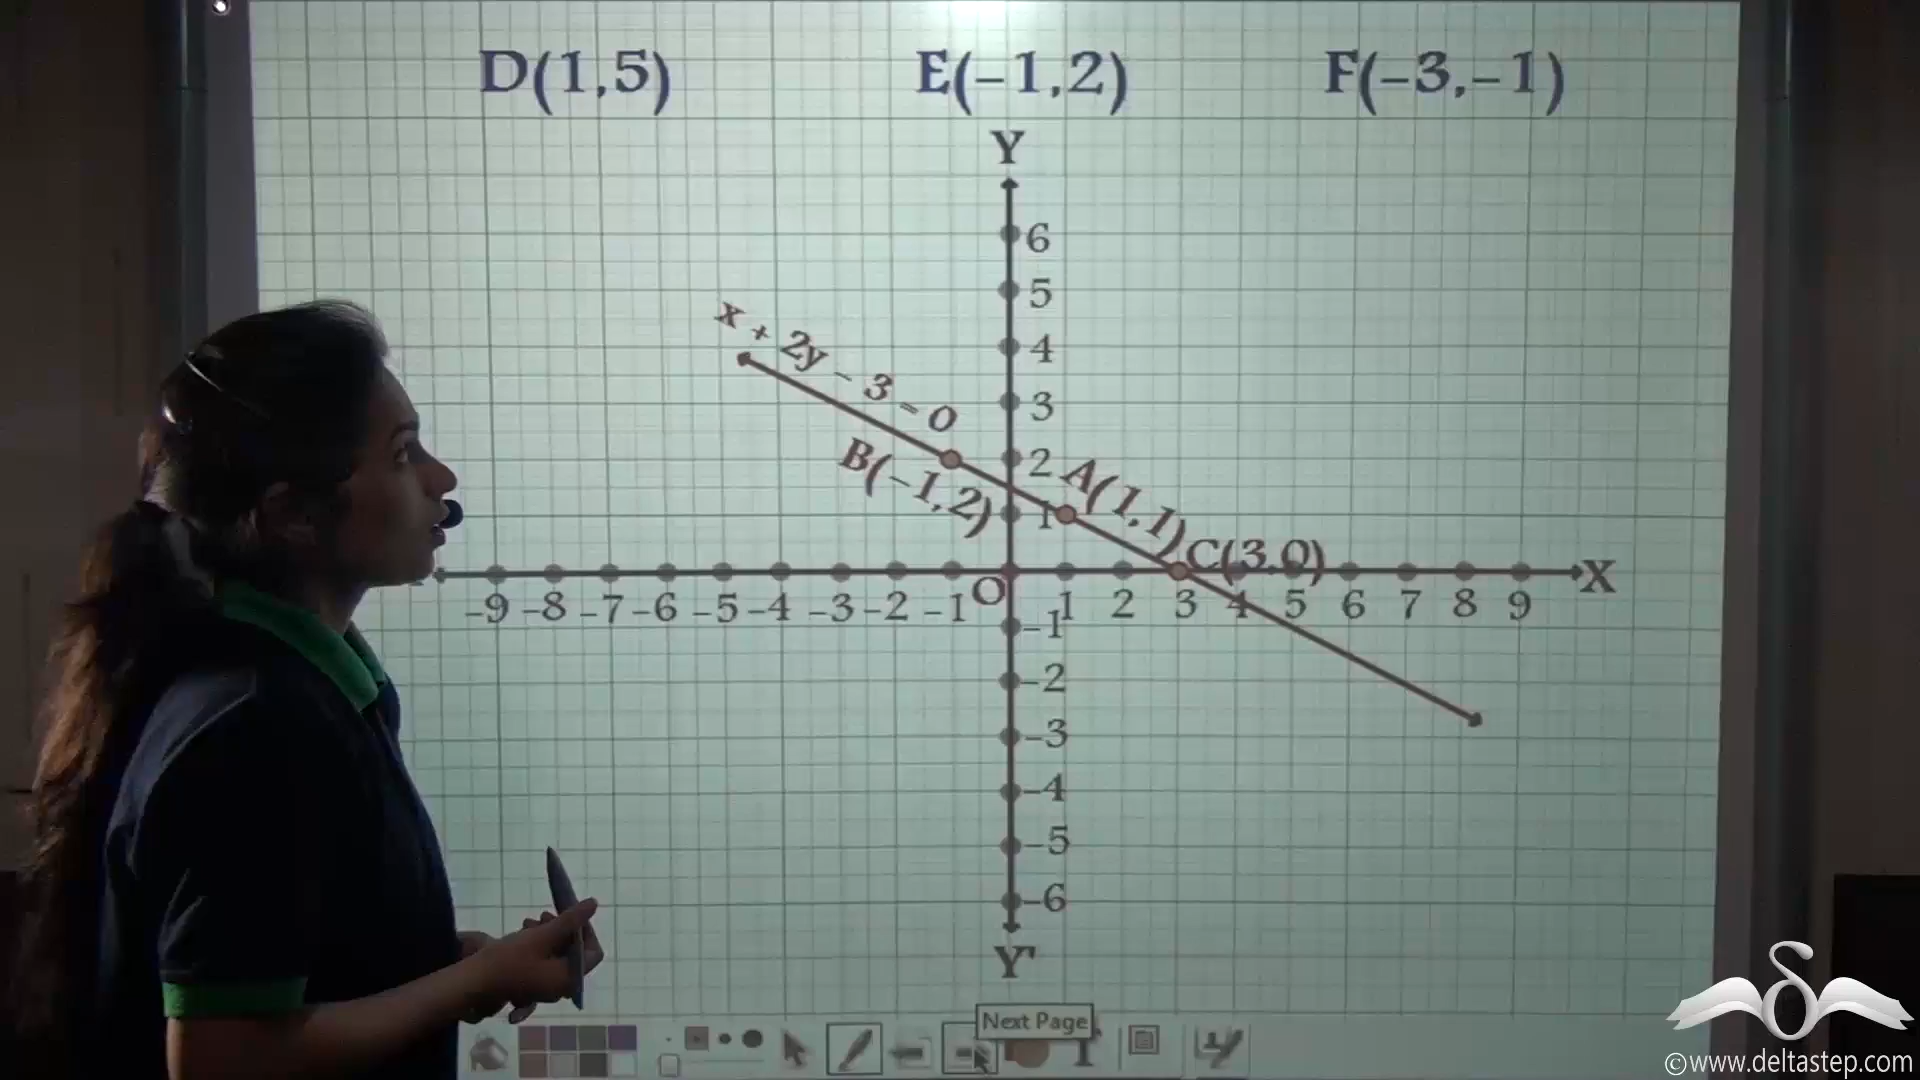 D(1,5) E(-1,2) F(-3,-1)
Y
6
5
4
3
2
1
x + 2y - 3 = 0
B(-1,2)
A(1,1)
C(3,0)
X
O
-9 -8 -7 -6 -5 -4 -3 -2 -1 1 2 3 4 5 6 7 8 9
-1
-2
-3
-4
-5
-6
Y'
Next Page
T
©www.deltastep.com